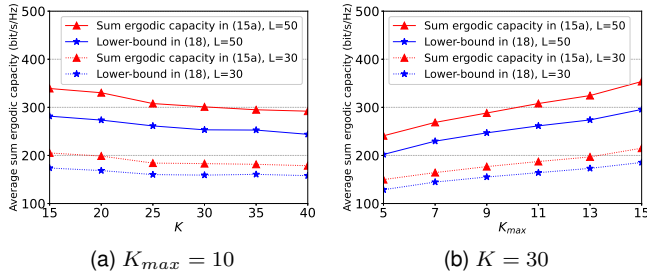 Average sum ergodic capacity (bit/s/Hz)
500
400
300
200
100
Sum ergodic capacity in (15a), L=50
Lower-bound in (18), L=50
Sum ergodic capacity in (15a), L=30
Lower-bound in (18), L=30
15 20 25 30 35 40
K
(a) K_{max} = 10
Average sum ergodic capacity (bit/s/Hz)
500
400
300
200
100
Sum ergodic capacity in (15a), L=50
Lower-bound in (18), L=50
Sum ergodic capacity in (15a), L=30
Lower-bound in (18), L=30
5 7 9 11 13 15
K_{max}
(b) K = 30